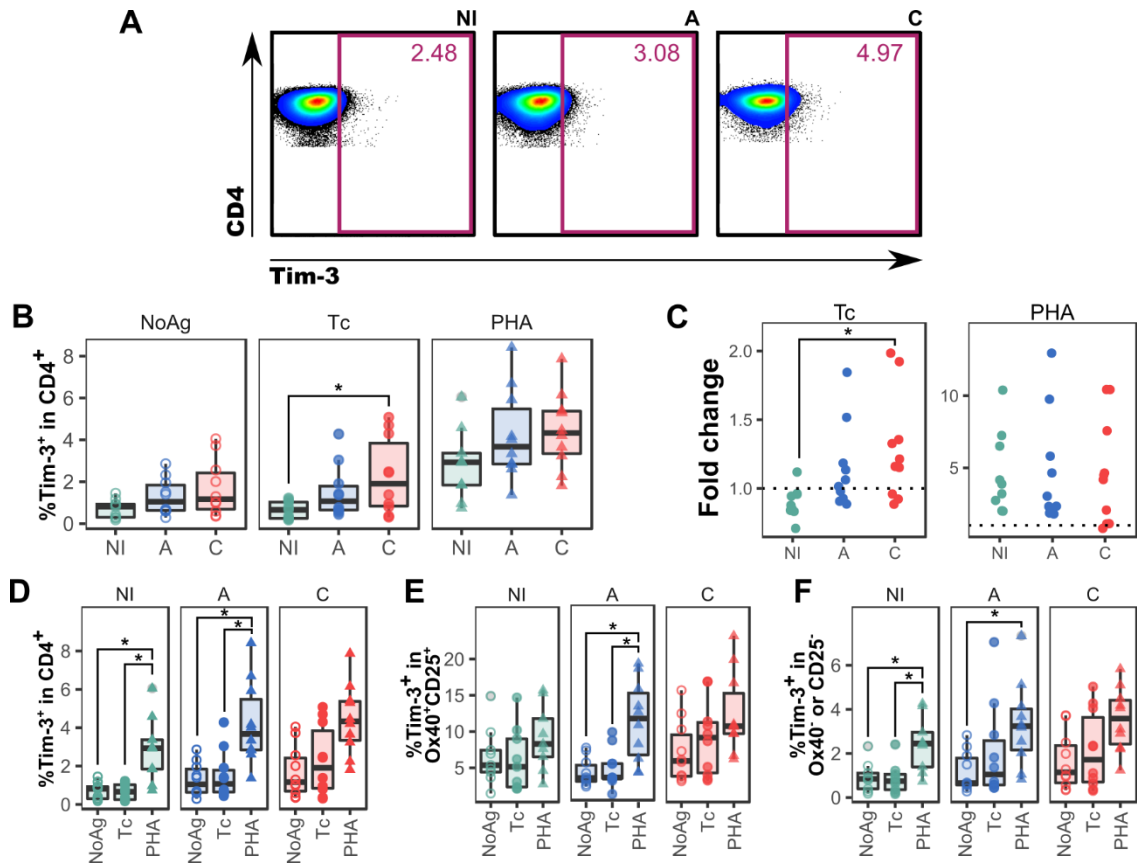 A
NI A C
2.48 3.08 4.97
CD4
Tim-3
B
NoAg Tc PHA
%Tim-3+ in CD4+
8
6
4
2
0
*
NI A C NI A C NI A C
C
Tc PHA
Fold change
2.0
1.5
1.0
*
10
5
NI A C NI A C
D
NI A C
%Tim-3+ in CD4+
8
6
4
2
0
* *
* *
NoAg Tc PHA NoAg Tc PHA NoAg Tc PHA
E
NI A C
%Tim-3+ in
Ox40+CD25+
20
15
10
5
*
*
NoAg Tc PHA NoAg Tc PHA NoAg Tc PHA
F
NI A C
%Tim-3+ in
Ox40- or CD25-
6
4
2
0
* *
*
NoAg Tc PHA NoAg Tc PHA NoAg Tc PHA